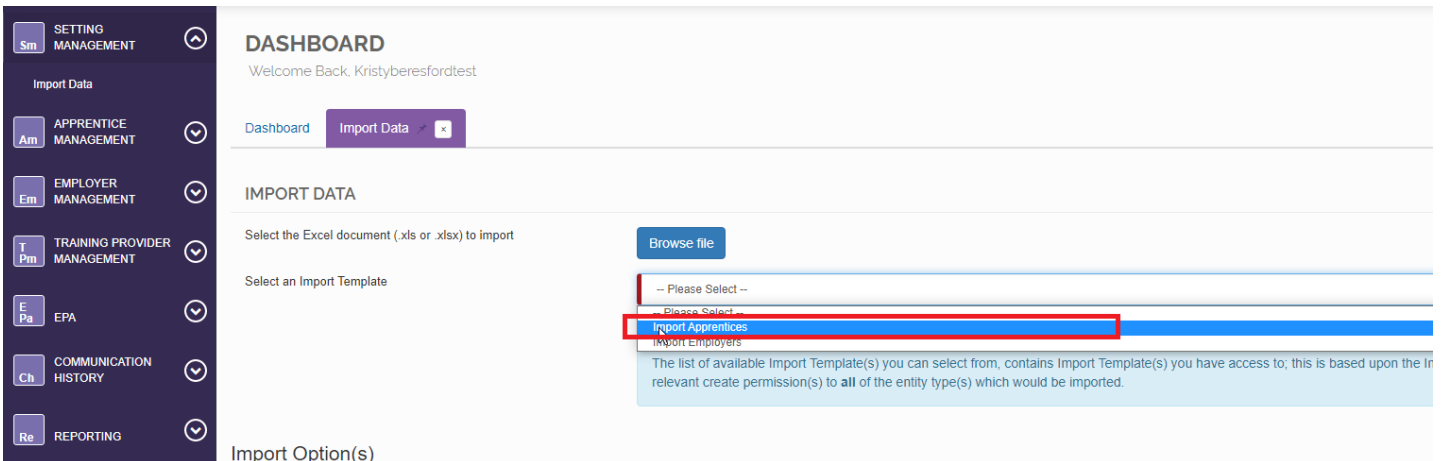 Sm
SETTING
MANAGEMENT
Import Data
Am
APPRENTICE
MANAGEMENT
Em
EMPLOYER
MANAGEMENT
T
Pm
TRAINING PROVIDER
MANAGEMENT
E
Pa
EPA
Ch
COMMUNICATION
HISTORY
Re
REPORTING
DASHBOARD
Welcome Back, Kristyberesfordtest
Dashboard
Import Data
x
IMPORT DATA
Select the Excel document (.xls or .xlsx) to import
Browse file
Select an Import Template
-- Please Select --
-- Please Select --
Import Apprentices
Import Employers
The list of available Import Template(s) you can select from, contains Import Template(s) you have access to; this is based upon the
relevant create permission(s) to all of the entity type(s) which would be imported.
Import Option(s)